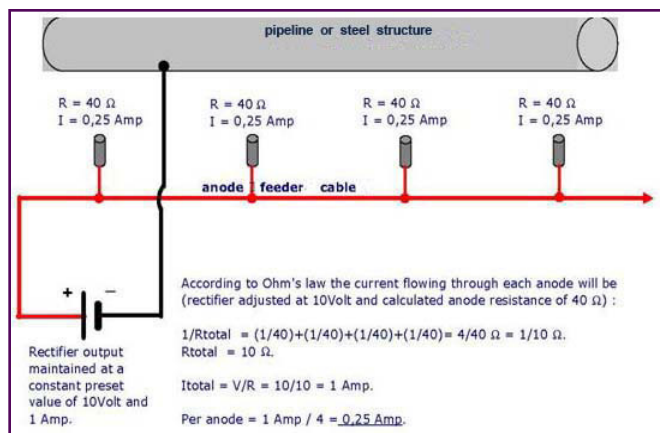 pipeline or steel structure
R = 40 Ω
I = 0,25 Amp
R = 40 Ω
I = 0,25 Amp
R = 40 Ω
I = 0,25 Amp
R = 40 Ω
I = 0,25 Amp
anode feeder cable
+ −
According to Ohm's law the current flowing through each anode will be
(rectifier adjusted at 10Volt and calculated anode resistance of 40 Ω) :
1/Rtotal = (1/40)+(1/40)+(1/40)+(1/40)= 4/40 Ω = 1/10 Ω.
Rtotal = 10 Ω.
Itotal = V/R = 10/10 = 1 Amp.
Per anode = 1 Amp / 4 = 0,25 Amp.
Rectifier output
maintained at a
constant preset
value of 10Volt and
1 Amp.